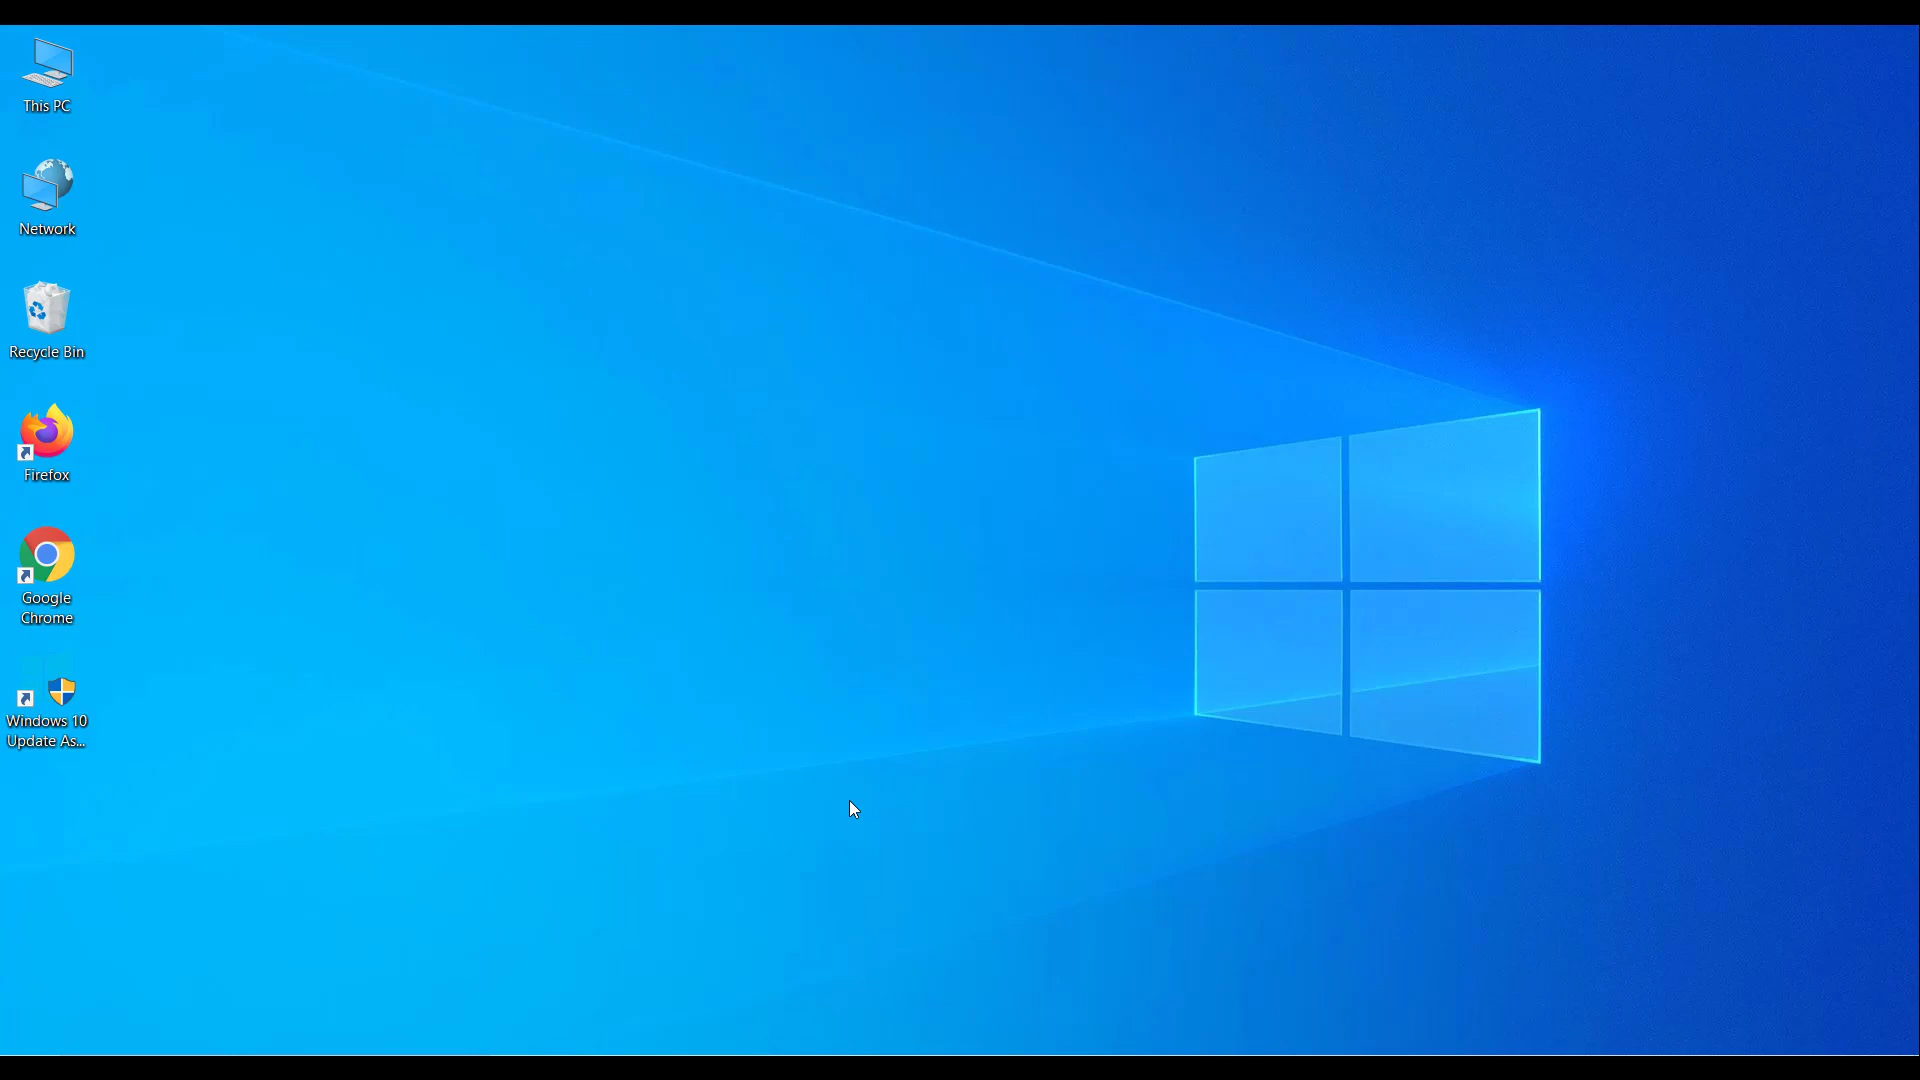 This PC
Network
Recycle Bin
Firefox
Google
Chrome
Windows 10
Update As...